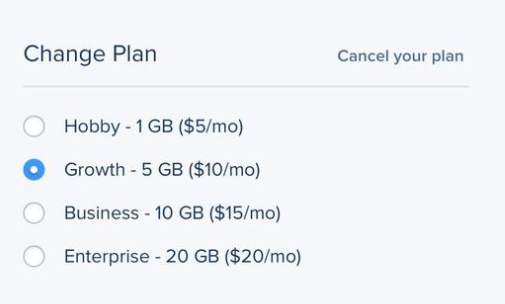 Change Plan
Cancel your plan
Hobby - 1 GB ($5/mo)
Growth - 5 GB ($10/mo)
Business - 10 GB ($15/mo)
Enterprise - 20 GB ($20/mo)